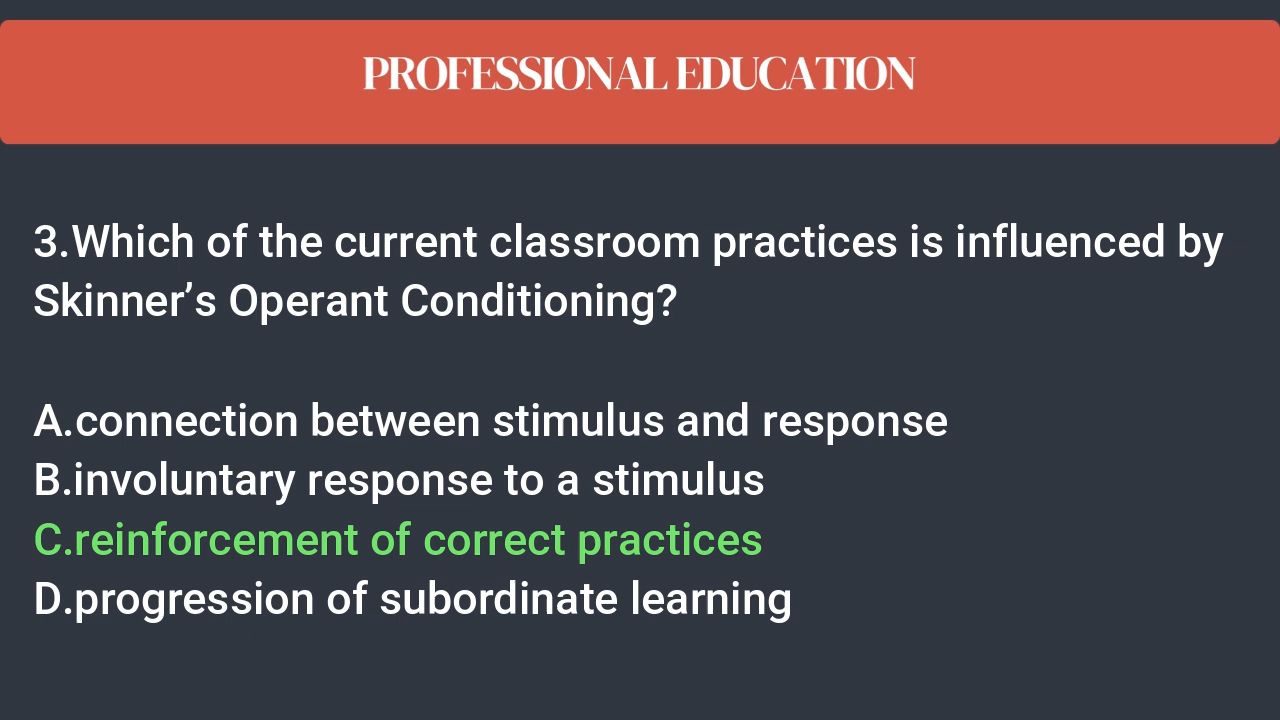 PROFESSIONAL EDUCATION
3.Which of the current classroom practices is influenced by
Skinner’s Operant Conditioning?
A.connection between stimulus and response
B.involuntary response to a stimulus
C.reinforcement of correct practices
D.progression of subordinate learning